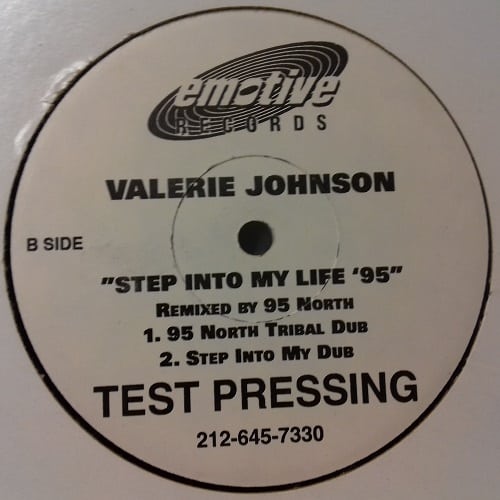 emotive
RECORDS
VALERIE JOHNSON
B SIDE
"STEP INTO MY LIFE '95"
REMIXED BY 95 NORTH
1. 95 NORTH TRIBAL DUB
2. STEP INTO MY DUB
TEST PRESSING
212-645-7330